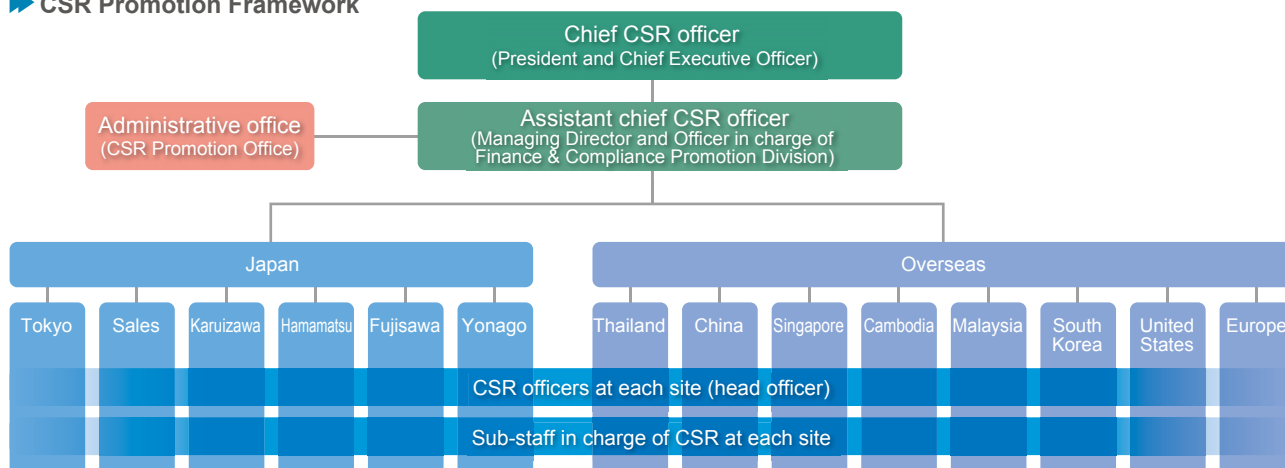 CSR Promotion Framework
Chief CSR officer
(President and Chief Executive Officer)
Administrative office
(CSR Promotion Office)
Assistant chief CSR officer
(Managing Director and Officer in charge of
Finance & Compliance Promotion Division)
Japan
Overseas
Tokyo
Sales
Karuizawa
Hamamatsu
Fujisawa
Yonago
Thailand
China
Singapore
Cambodia
Malaysia
South
Korea
United
States
Europe
CSR officers at each site (head officer)
Sub-staff in charge of CSR at each site